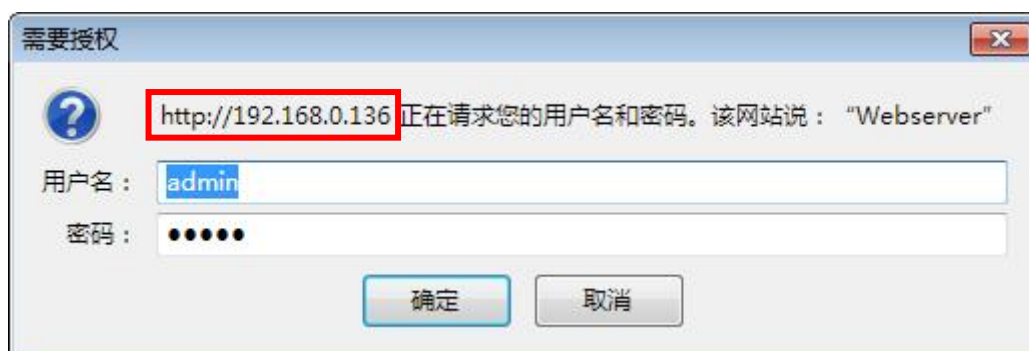 需要授权
http://192.168.0.136 正在请求您的用户名和密码。该网站说： “Webserver”
用户名： admin
密码： •••••
确定 取消